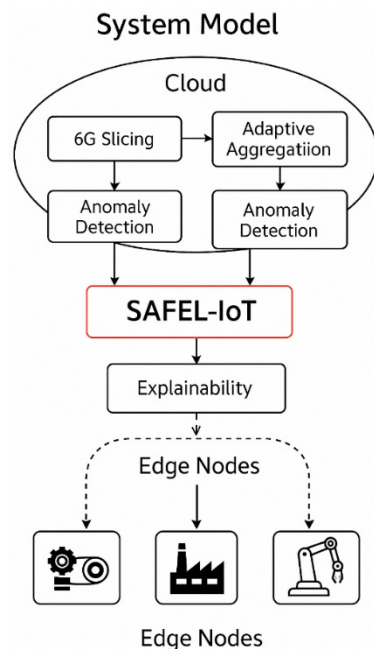 System Model
Cloud
6G Slicing
Adaptive
Aggregatiion
Anomaly
Detection
Anomaly
Detection
SAFEL-IoT
Explainability
Edge Nodes
Edge Nodes